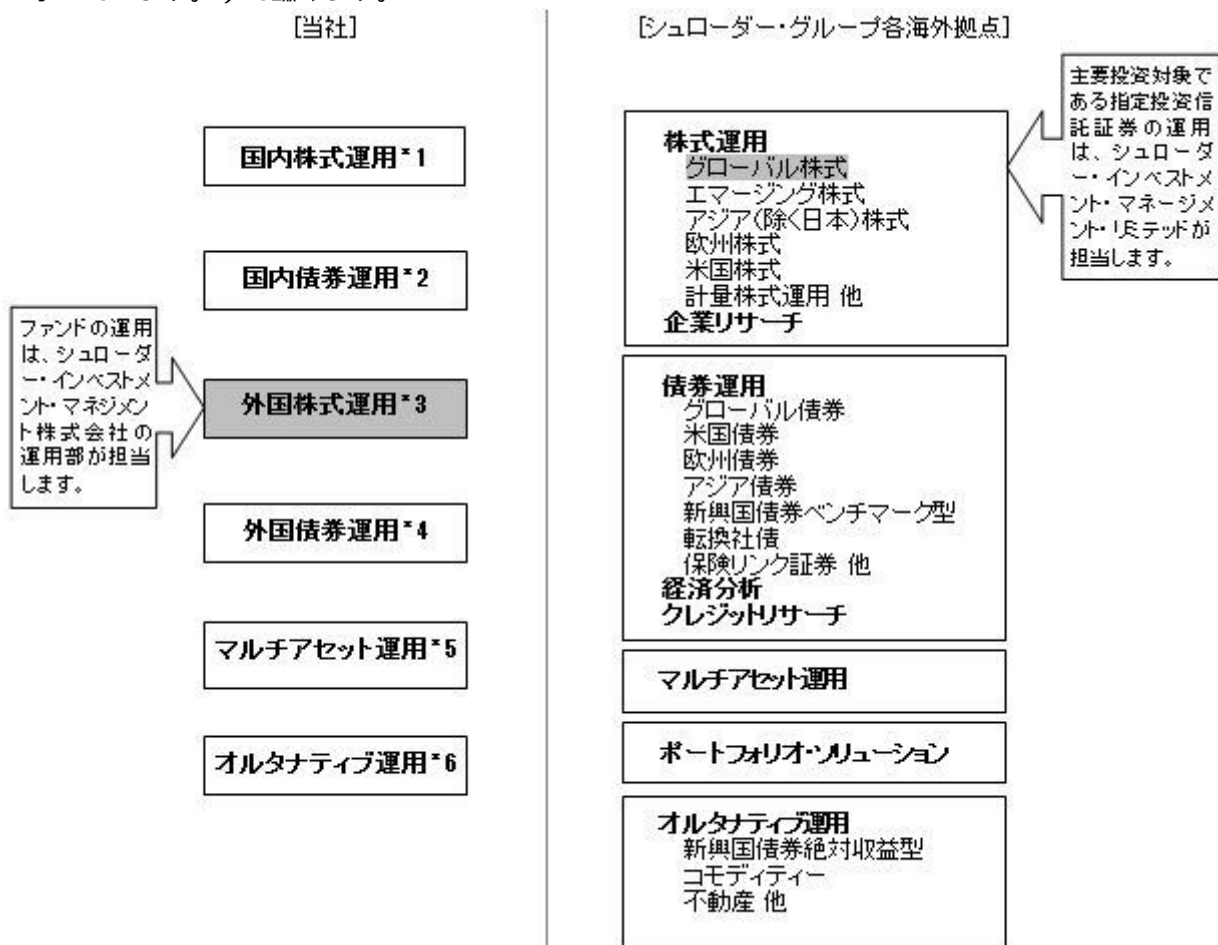 [当社]
国内株式運用*1
国内債券運用*2
ファンドの運用
は、シュローダ
ー・インベストメ
ント・マネジメン
ト株式会社の
運用部が担当
します。
外国株式運用*3
外国債券運用*4
マルチアセット運用*5
オルタナティブ運用*6
[シュローダー・グループ各海外拠点]
主要投資対象で
ある指定投資信
託証券の運用
は、シュローダ
ー・インベストメ
ント・マネージメ
ント・リミテッドが
担当します。
株式運用
グローバル株式
エマージング株式
アジア(除く日本)株式
欧州株式
米国株式
計量株式運用 他
企業リサーチ
債券運用
グローバル債券
米国債券
欧州債券
アジア債券
新興国債券ベンチマーク型
転換社債
保険リンク証券 他
経済分析
クレジットリサーチ
マルチアセット運用
ポートフォリオ・ソリューション
オルタナティブ運用
新興国債券絶対収益型
コモディティー
不動産 他